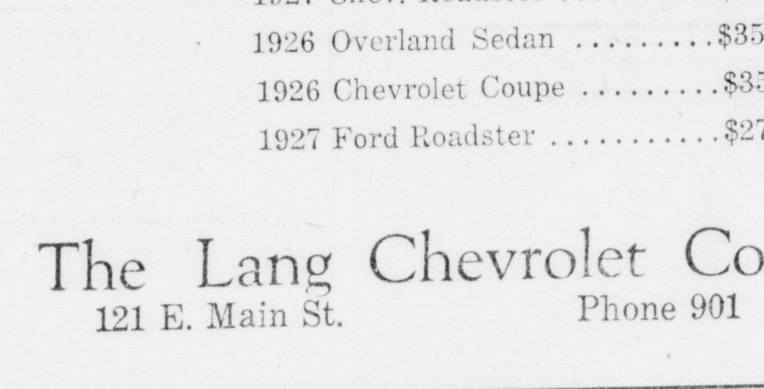 1926 Overland Sedan .........$35
1926 Chevrolet Coupe .........$35
1927 Ford Roadster ...........$27
The Lang Chevrolet Co
121 E. Main St. Phone 901